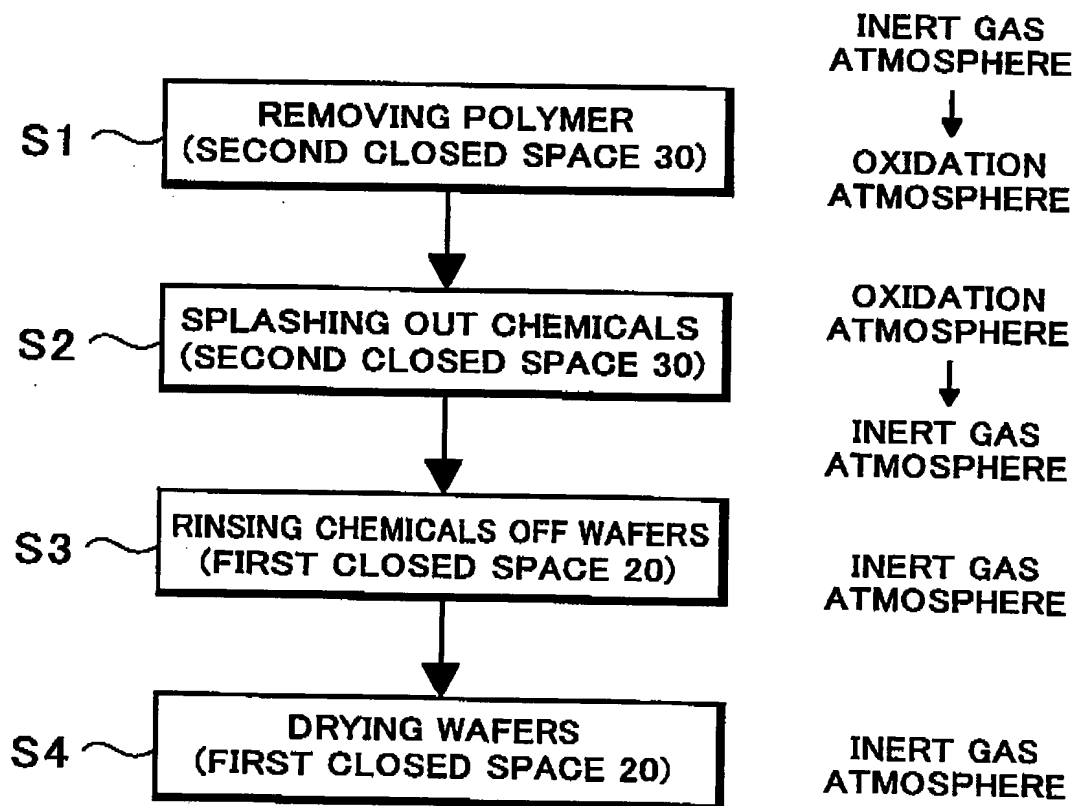 INERT GAS
ATMOSPHERE
S1
REMOVING POLYMER
(SECOND CLOSED SPACE 30)
OXIDATION
ATMOSPHERE
S2
SPLASHING OUT CHEMICALS
(SECOND CLOSED SPACE 30)
OXIDATION
ATMOSPHERE
INERT GAS
ATMOSPHERE
S3
RINSING CHEMICALS OFF WAFERS
(FIRST CLOSED SPACE 20)
INERT GAS
ATMOSPHERE
S4
DRYING WAFERS
(FIRST CLOSED SPACE 20)
INERT GAS
ATMOSPHERE